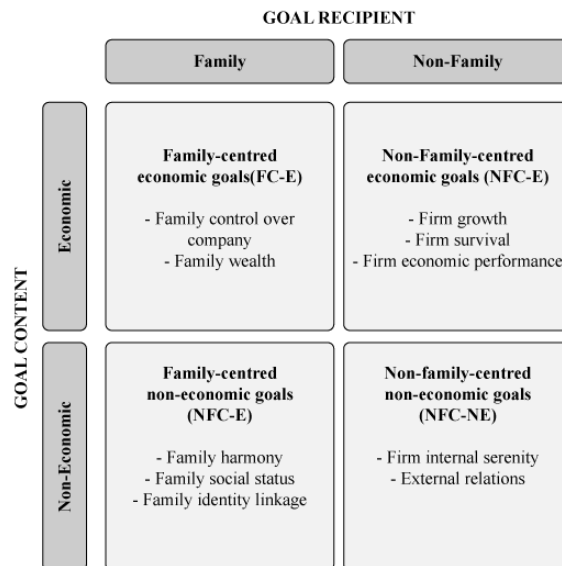 GOAL RECIPIENT
Family
Non-Family
GOAL CONTENT
Economic
Family-centred
economic goals(FC-E)
- Family control over
company
- Family wealth
Non-Family-centred
economic goals (NFC-E)
- Firm growth
- Firm survival
- Firm economic performance
Non-Economic
Family-centred
non-economic goals
(NFC-E)
- Family harmony
- Family social status
- Family identity linkage
Non-family-centred
non-economic goals
(NFC-NE)
- Firm internal serenity
- External relations